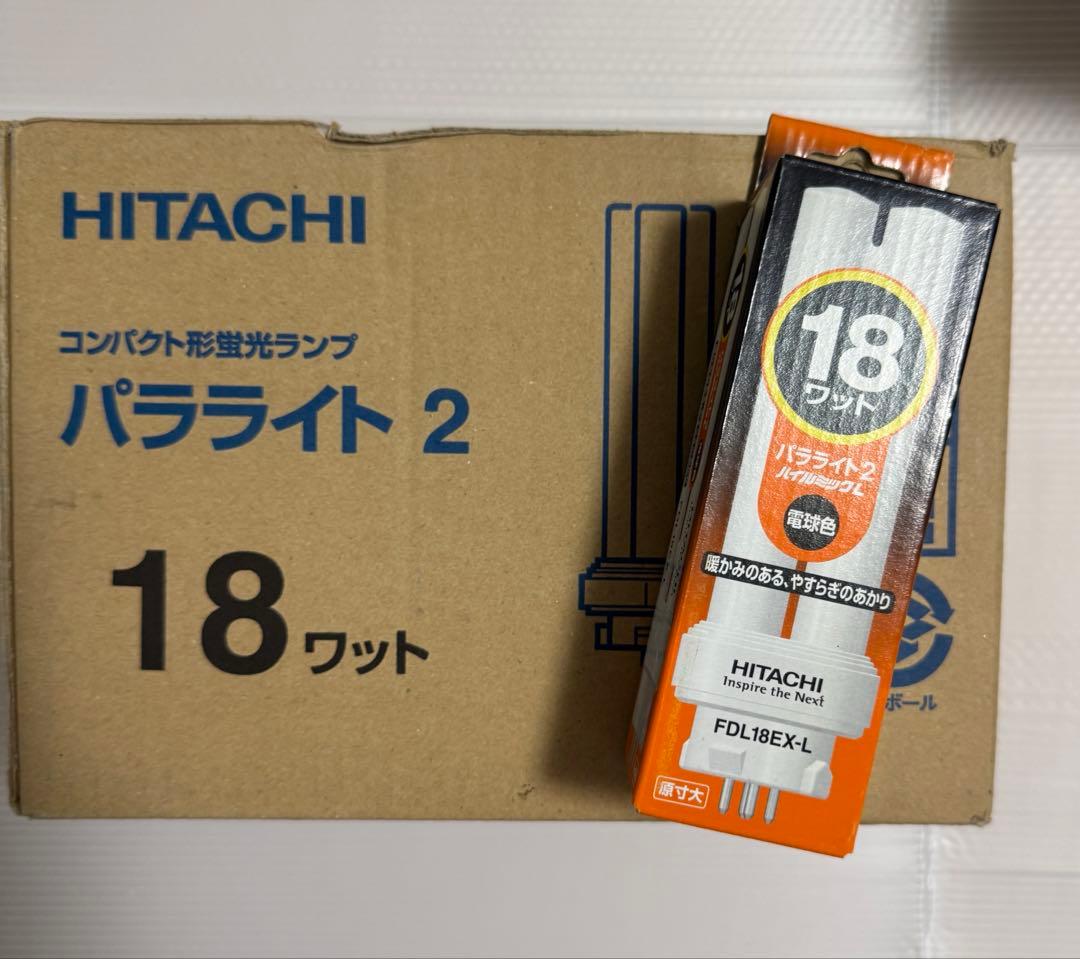 HITACHI
コンパクト形蛍光ランプ
パラライト 2
18 ワット
ボール
18
ワット
パラライト2
ハイルミックL
電球色
暖かみのある、やすらぎのあかり
HITACHI
Inspire the Next
FDL18EX-L
原寸大